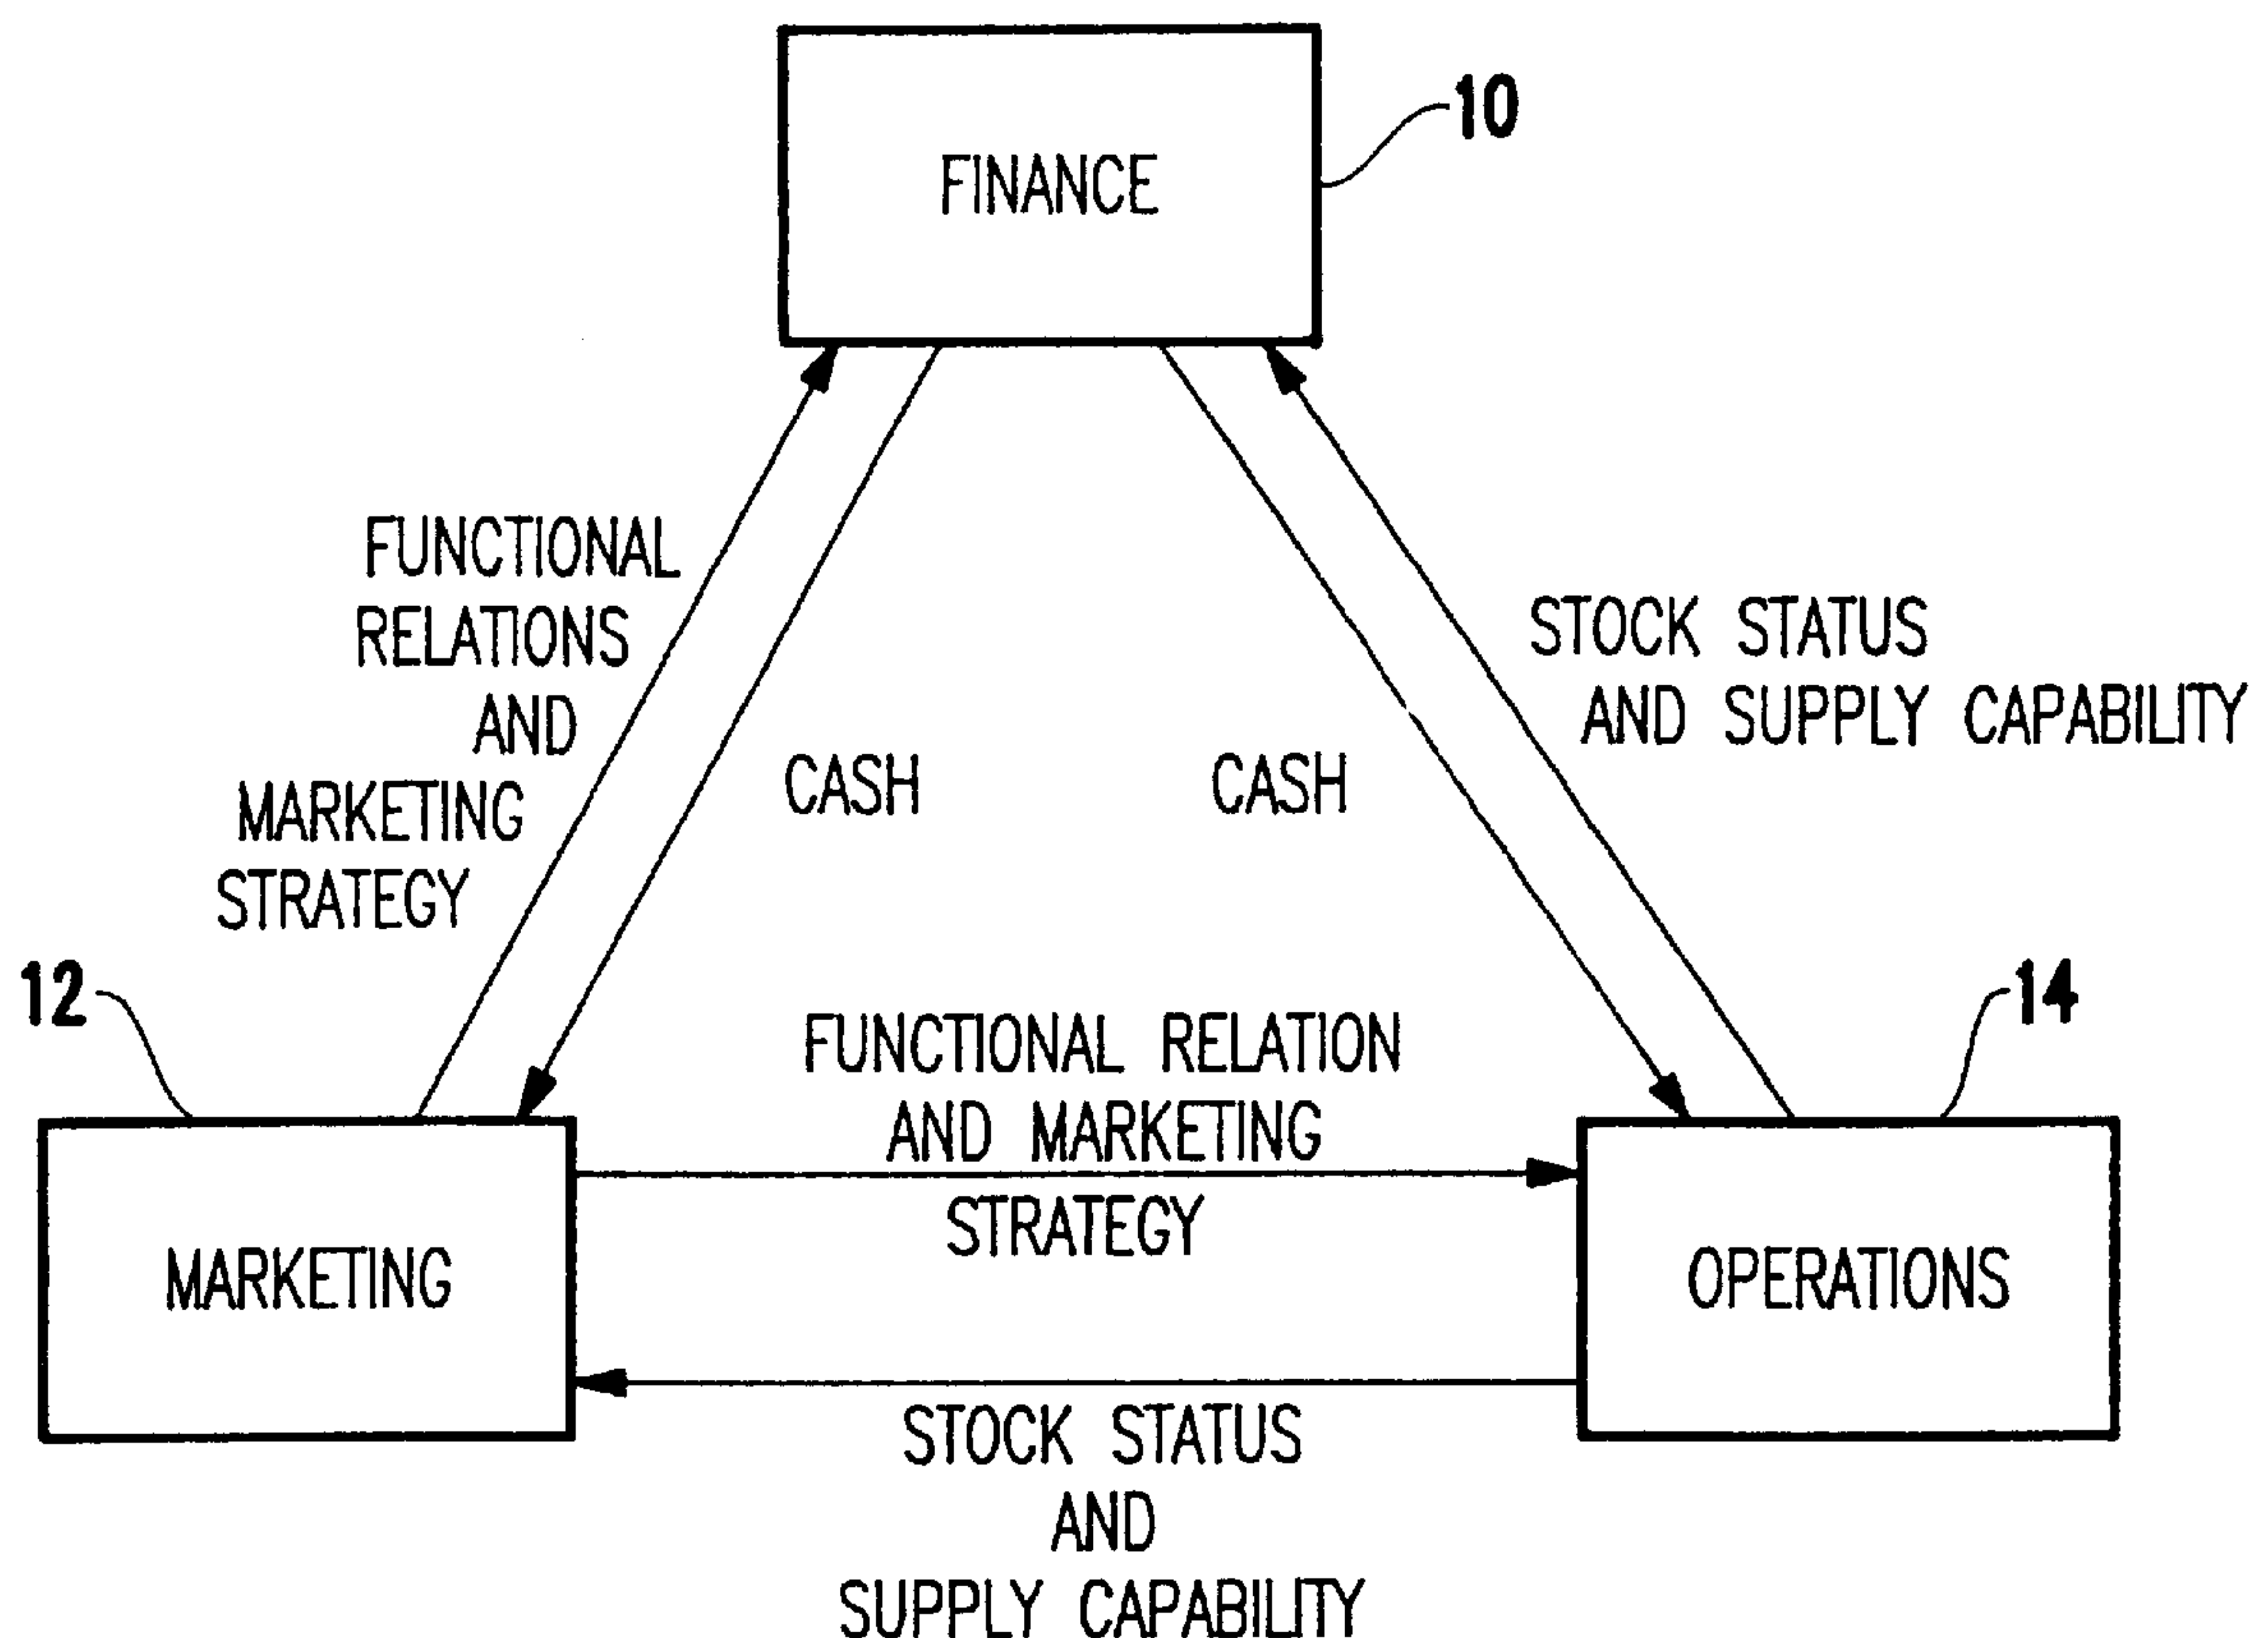 10
FINANCE
FUNCTIONAL
RELATIONS
AND
MARKETING
STRATEGY
CASH
CASH
STOCK STATUS
AND SUPPLY CAPABILITY
12
14
FUNCTIONAL RELATION
AND MARKETING
STRATEGY
MARKETING
OPERATIONS
STOCK STATUS
AND
SUPPLY CAPABILITY